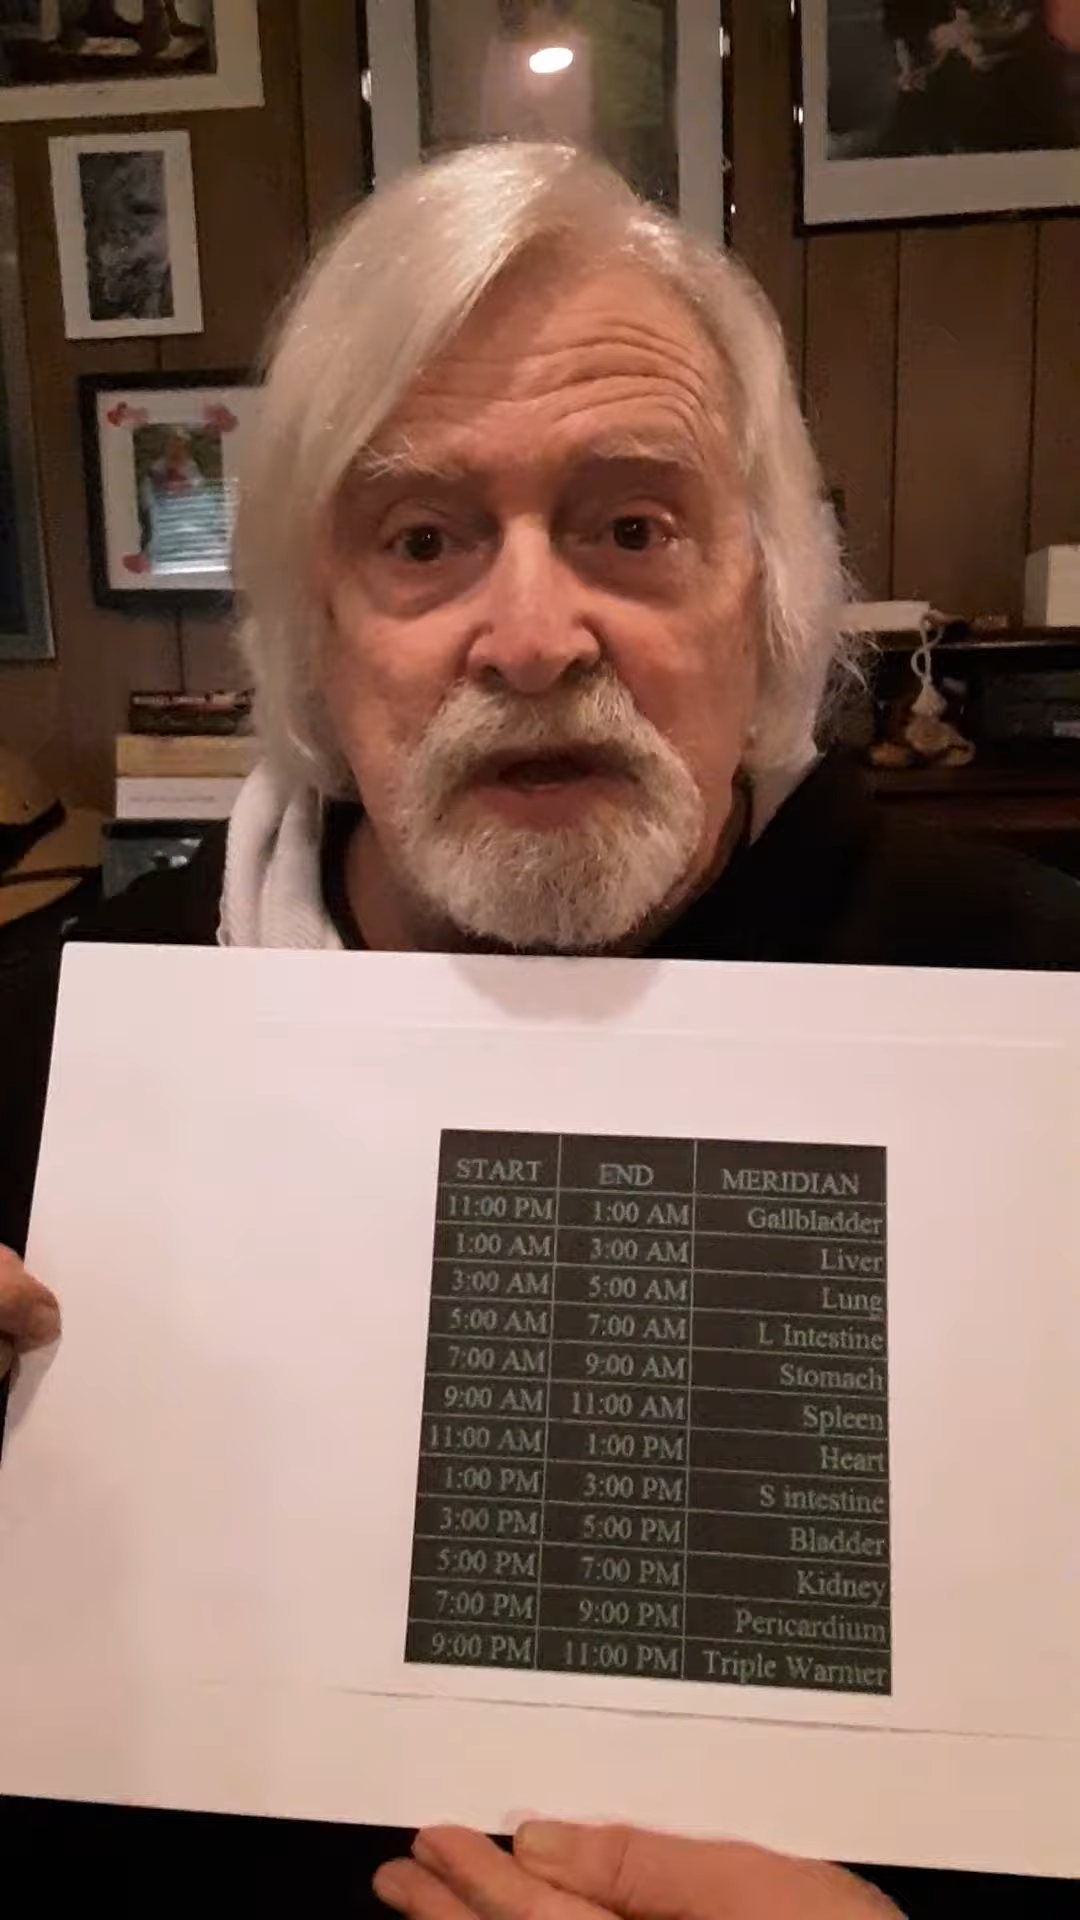 START END MERIDIAN
11:00 PM 1:00 AM Gallbladder
1:00 AM 3:00 AM Liver
3:00 AM 5:00 AM Lung
5:00 AM 7:00 AM L Intestine
7:00 AM 9:00 AM Stomach
9:00 AM 11:00 AM Spleen
11:00 AM 1:00 PM Heart
1:00 PM 3:00 PM S intestine
3:00 PM 5:00 PM Bladder
5:00 PM 7:00 PM Kidney
7:00 PM 9:00 PM Pericardium
9:00 PM 11:00 PM Triple Warmer